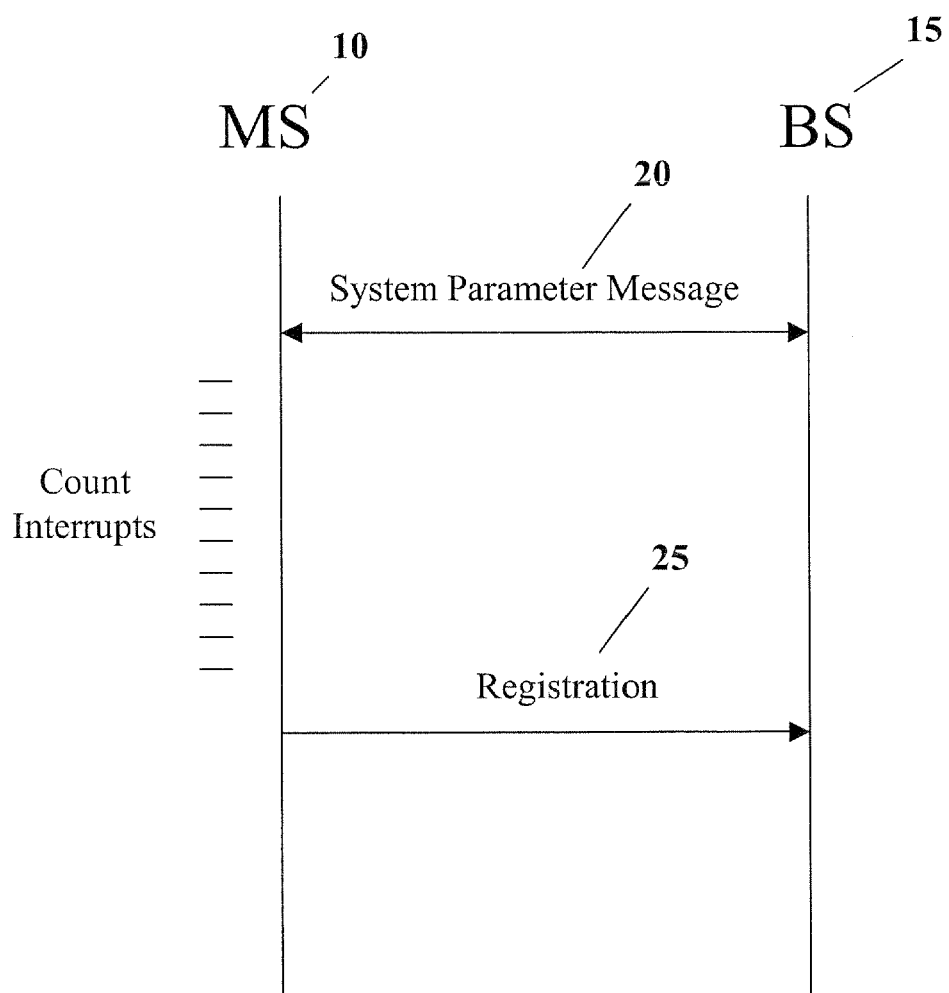 10
15
MS
BS
20
System Parameter Message
Count
Interrupts
25
Registration